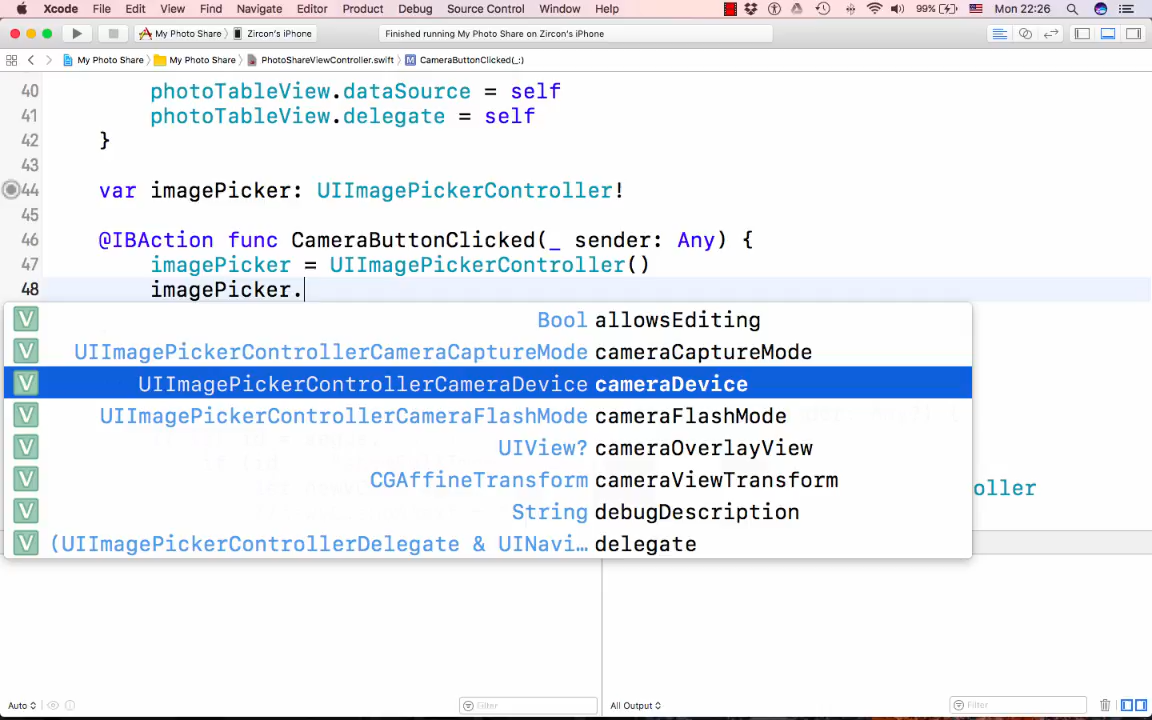 Xcode File Edit View Find Navigate Editor Product Debug Source Control Window Help 99% Mon 22:26
My Photo Share Zircon's iPhone Finished running My Photo Share on Zircon's iPhone
My Photo Share My Photo Share PhotoShareViewController.swift M CameraButtonClicked(_:)
40 photoTableView.dataSource = self
41 photoTableView.delegate = self
42 }
43
44 var imagePicker: UIImagePickerController!
45
46 @IBAction func CameraButtonClicked(_ sender: Any) {
47 imagePicker = UIImagePickerController()
48 imagePicker.
V Bool allowsEditing
V UIImagePickerControllerCameraCaptureMode cameraCaptureMode
V UIImagePickerControllerCameraDevice cameraDevice
V UIImagePickerControllerCameraFlashMode cameraFlashMode
V UIView? cameraOverlayView
V CGAffineTransform cameraViewTransform
oller
V String debugDescription
V (UIImagePickerControllerDelegate & UINavi... delegate
Auto Filter All Output Filter